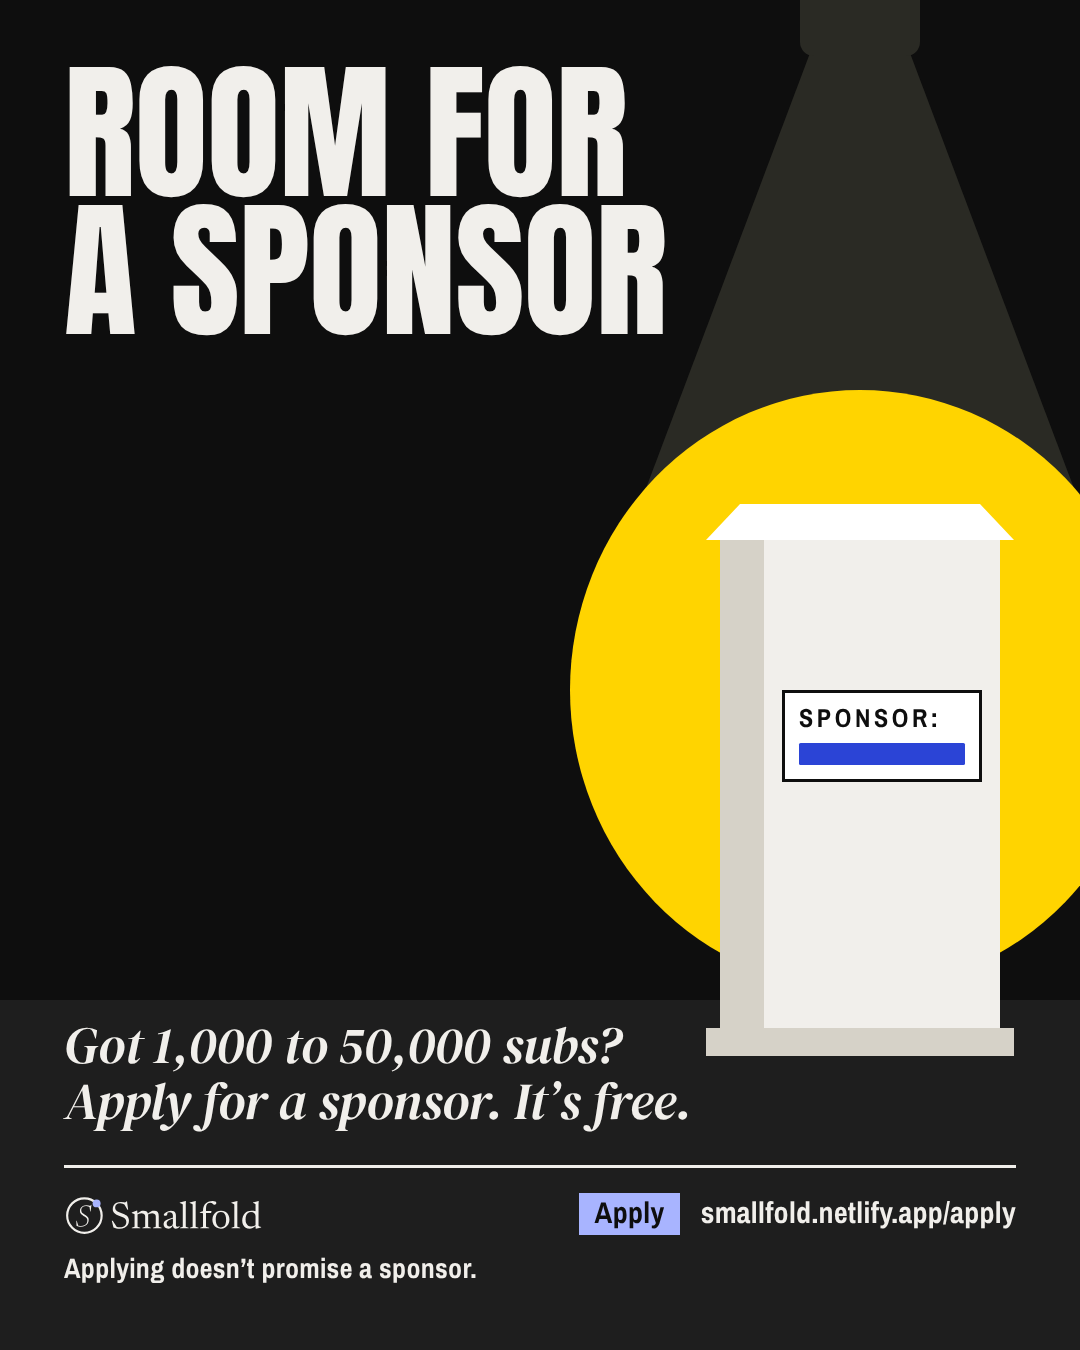 ROOM FOR
A SPONSOR
SPONSOR:
Got 1,000 to 50,000 subs?
Apply for a sponsor. It’s free.
S Smallfold
Apply smallfold.netlify.app/apply
Applying doesn’t promise a sponsor.